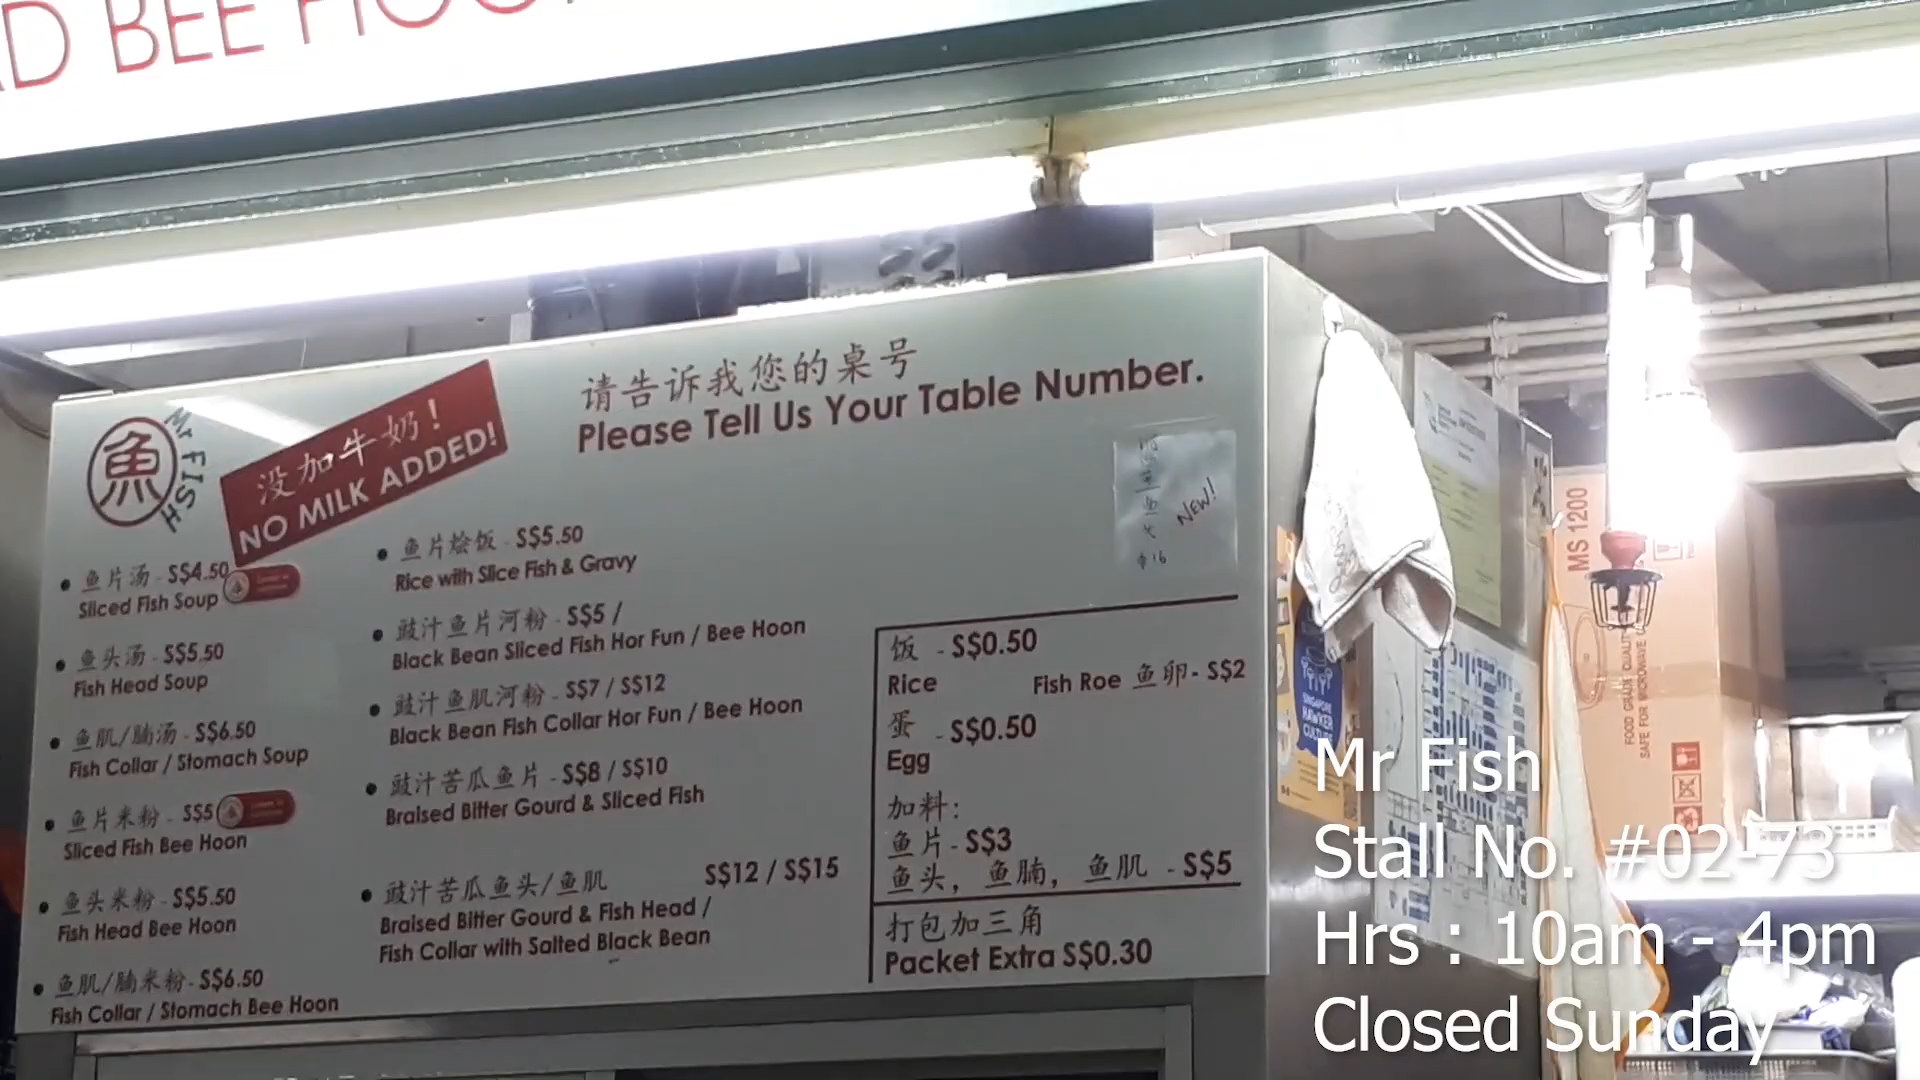 D BEE HOO
魚
Mr FISH
没加牛奶!
NO MILK ADDED!
请告诉我您的桌号
Please Tell Us Your Table Number.
NEW!
$16
鱼片汤 - S$4.50
Sliced Fish Soup
鱼头汤 - S$5.50
Fish Head Soup
鱼肌/腩汤 - S$6.50
Fish Collar / Stomach Soup
鱼片米粉 - S$5
Sliced Fish Bee Hoon
鱼头米粉 - S$5.50
Fish Head Bee Hoon
鱼肌/腩米粉 - S$6.50
Fish Collar / Stomach Bee Hoon
鱼片烩饭 - S$5.50
Rice with Slice Fish & Gravy
豉汁鱼片河粉 - S$5 /
Black Bean Sliced Fish Hor Fun / Bee Hoon
豉汁鱼肌河粉 - S$7 / S$12
Black Bean Fish Collar Hor Fun / Bee Hoon
豉汁苦瓜鱼片 - S$8 / S$10
Braised Bitter Gourd & Sliced Fish
豉汁苦瓜鱼头/鱼肌 S$12 / S$15
Braised Bitter Gourd & Fish Head /
Fish Collar with Salted Black Bean
饭 - S$0.50
Rice
Fish Roe 鱼卵 - S$2
蛋 - S$0.50
Egg
加料:
鱼片 - S$3
鱼头, 鱼腩, 鱼肌 - S$5
打包加三角
Packet Extra S$0.30
MS 1200
SINGAPORE
HAWKER
CULTURE
Mr Fish
Stall No. #02-73
Hrs : 10am - 4pm
Closed Sunday